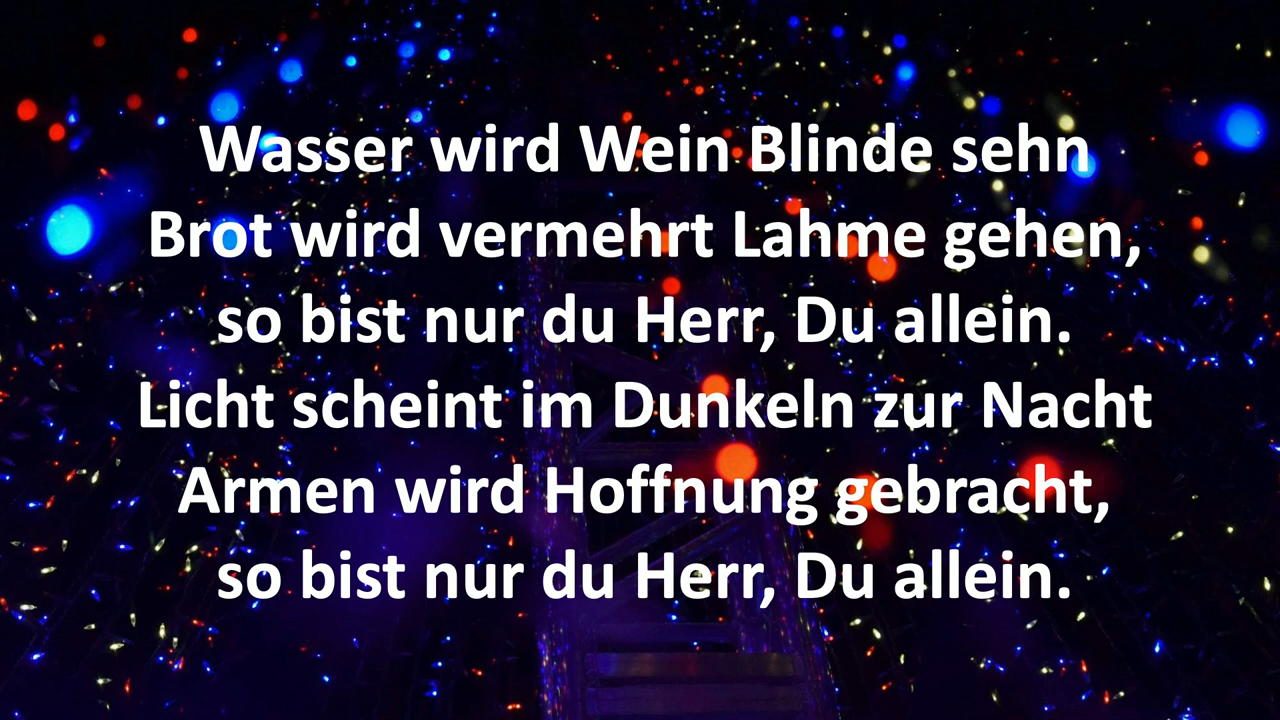 Wasser wird Wein Blinde sehn
Brot wird vermehrt Lahme gehen,
so bist nur du Herr, Du allein.
Licht scheint im Dunkeln zur Nacht
Armen wird Hoffnung gebracht,
so bist nur du Herr, Du allein.